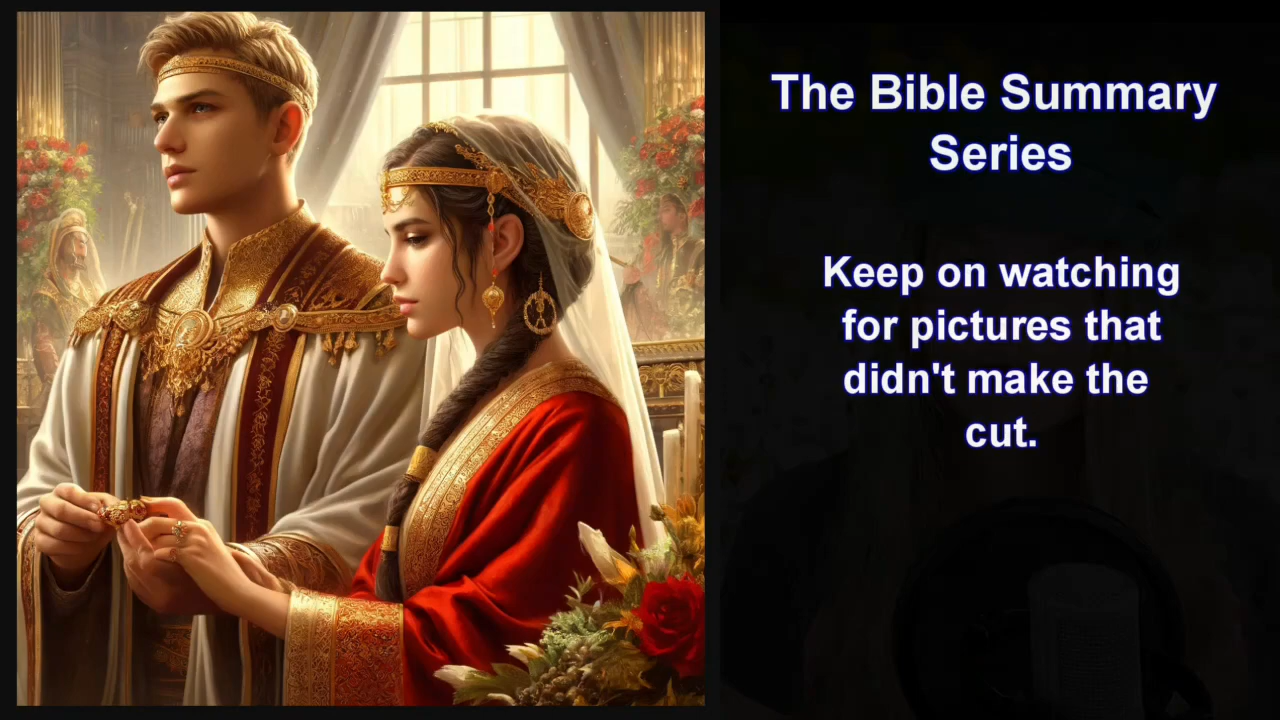 The Bible Summary
Series
Keep on watching
for pictures that
didn't make the
cut.